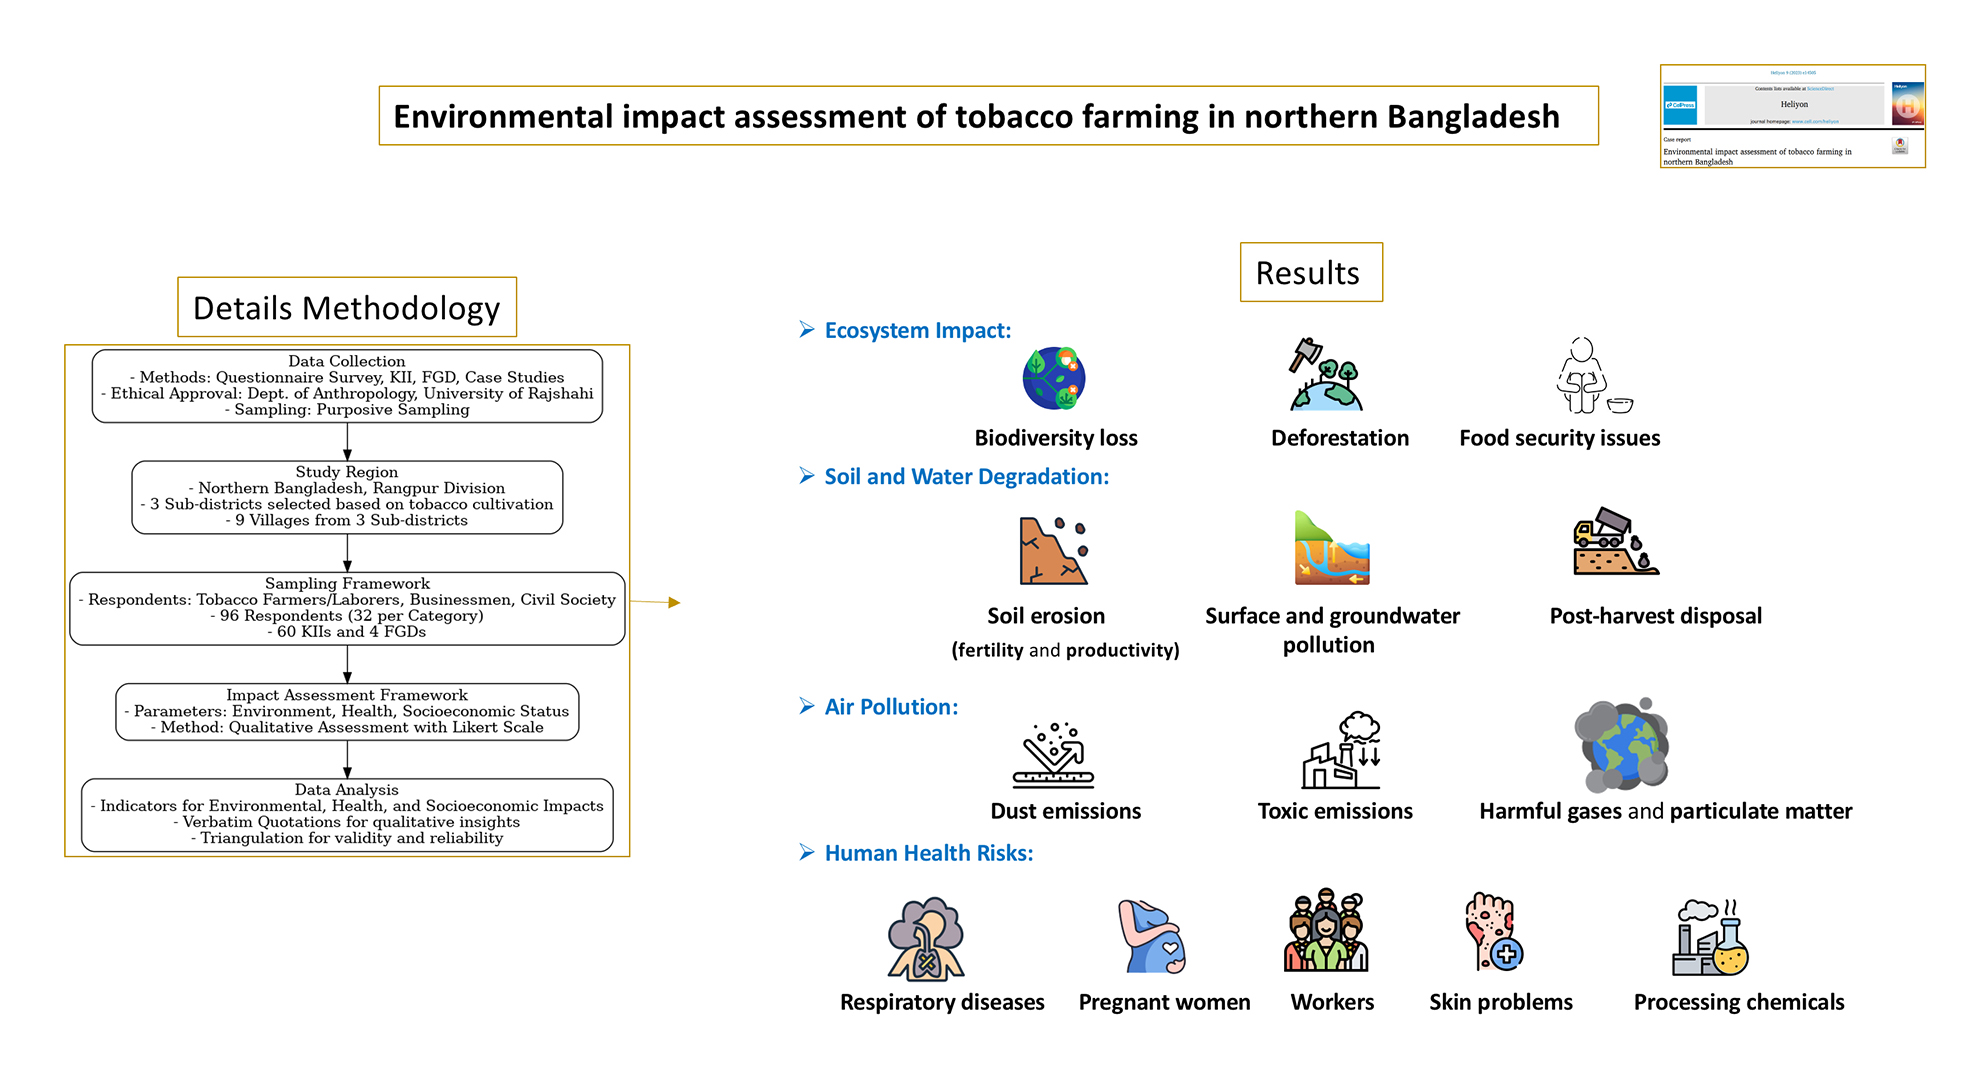 Environmental impact assessment of tobacco farming in northern Bangladesh
Heliyon 9 (2023) e14505
Contents lists available at ScienceDirect
CelPress
Heliyon
Heliyon
journal homepage: www.cell.com/heliyon
Case report
Environmental impact assessment of tobacco farming in
northern Bangladesh
Details Methodology
Data Collection
- Methods: Questionnaire Survey, KII, FGD, Case Studies
- Ethical Approval: Dept. of Anthropology, University of Rajshahi
- Sampling: Purposive Sampling
Study Region
- Northern Bangladesh, Rangpur Division
- 3 Sub-districts selected based on tobacco cultivation
- 9 Villages from 3 Sub-districts
Sampling Framework
- Respondents: Tobacco Farmers/Laborers, Businessmen, Civil Society
- 96 Respondents (32 per Category)
- 60 KIIs and 4 FGDs
Impact Assessment Framework
- Parameters: Environment, Health, Socioeconomic Status
- Method: Qualitative Assessment with Likert Scale
Data Analysis
- Indicators for Environmental, Health, and Socioeconomic Impacts
- Verbatim Quotations for qualitative insights
- Triangulation for validity and reliability
Results
Ecosystem Impact:
Biodiversity loss
Deforestation
Food security issues
Soil and Water Degradation:
Soil erosion
(fertility and productivity)
Surface and groundwater
pollution
Post-harvest disposal
Air Pollution:
Dust emissions
Toxic emissions
Harmful gases and particulate matter
Human Health Risks:
Respiratory diseases
Pregnant women
Workers
Skin problems
Processing chemicals